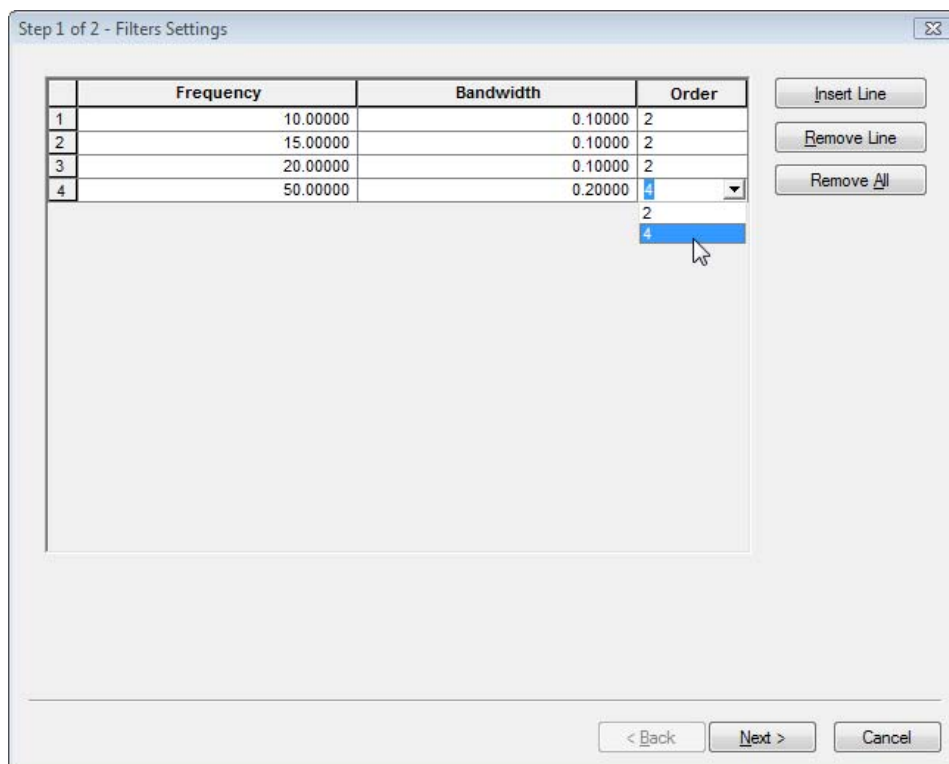 Step 1 of 2 - Filters Settings
Frequency Bandwidth Order
1 10.00000 0.10000 2
2 15.00000 0.10000 2
3 20.00000 0.10000 2
4 50.00000 0.20000 4
2
4
Insert Line
Remove Line
Remove All
< Back Next > Cancel